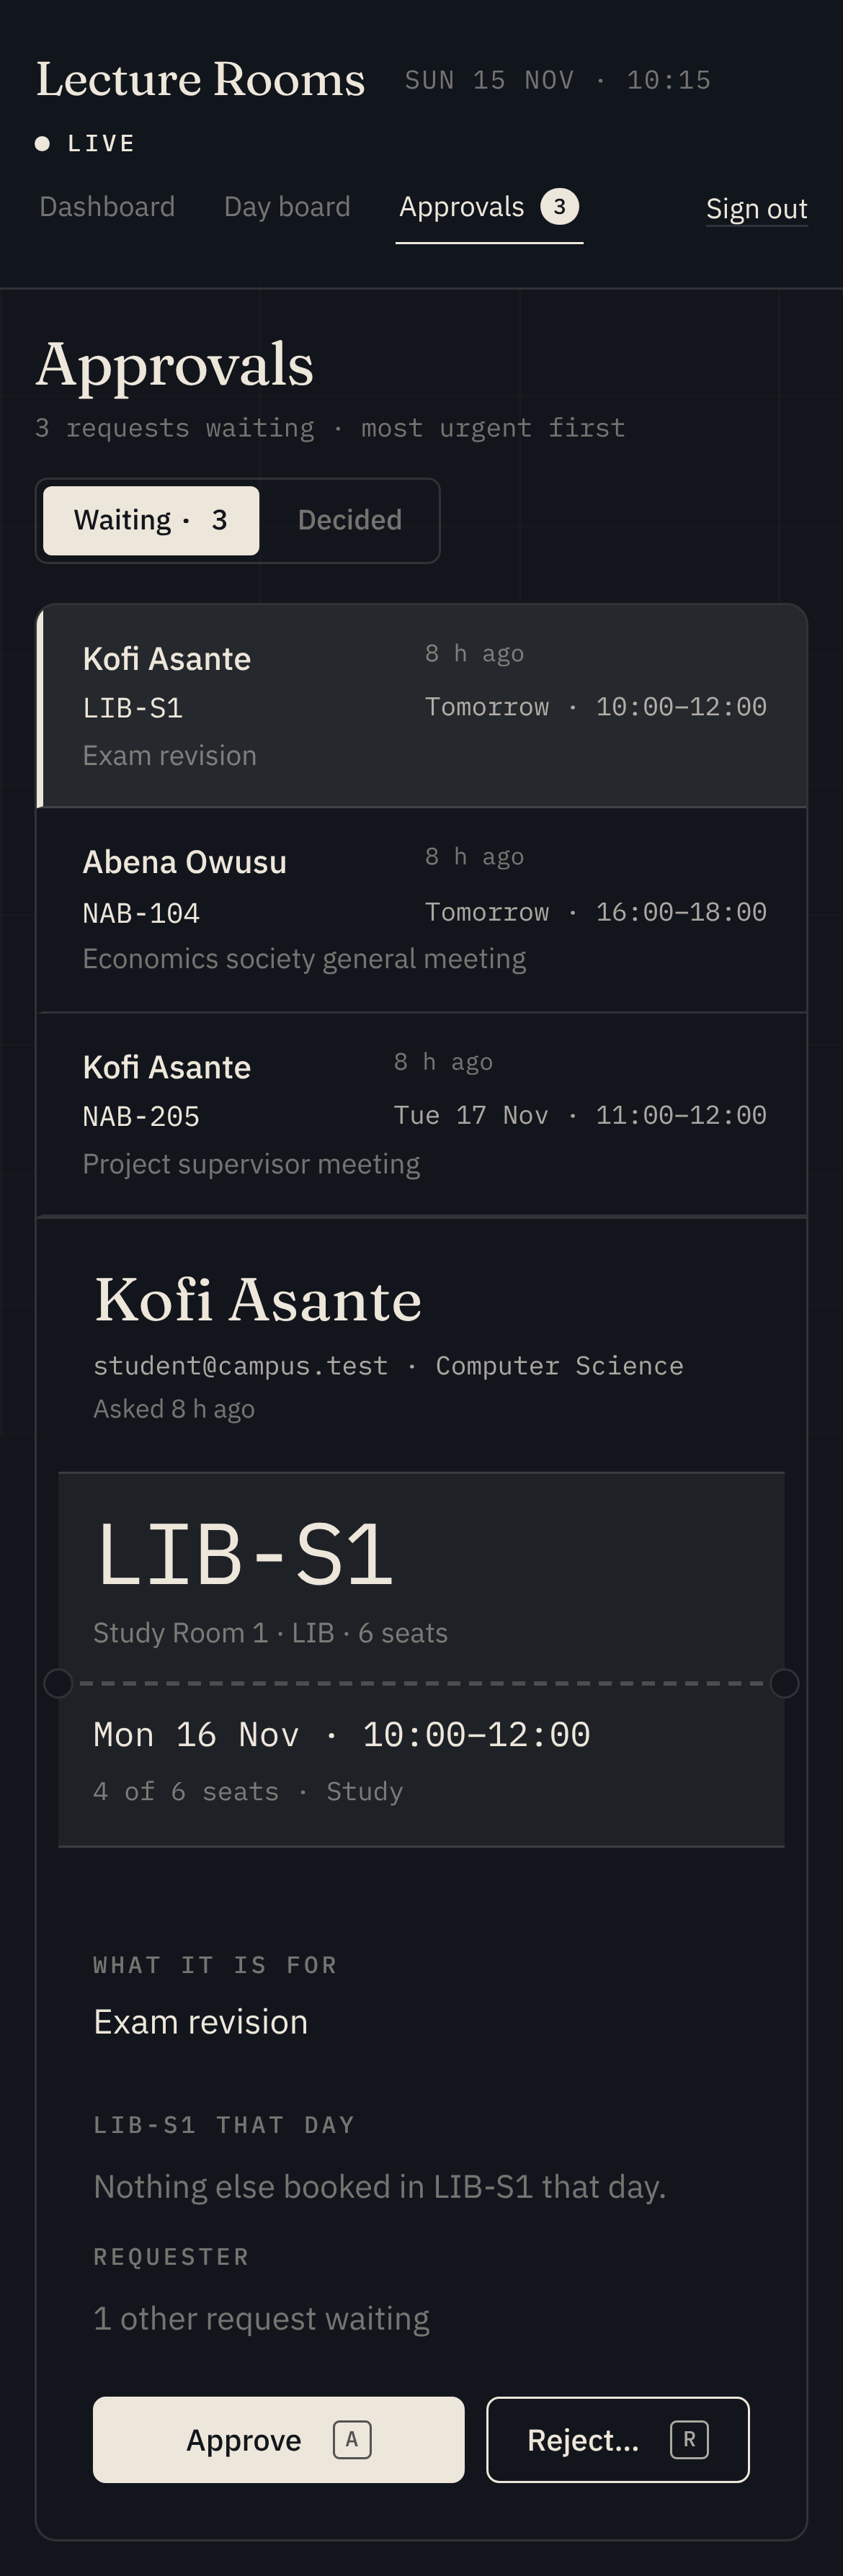 Lecture Rooms SUN 15 NOV · 10:15
LIVE
Dashboard Day board Approvals 3 Sign out
Approvals
3 requests waiting · most urgent first
Waiting · 3 Decided
Kofi Asante 8 h ago
LIB-S1 Tomorrow · 10:00–12:00
Exam revision
Abena Owusu 8 h ago
NAB-104 Tomorrow · 16:00–18:00
Economics society general meeting
Kofi Asante 8 h ago
NAB-205 Tue 17 Nov · 11:00–12:00
Project supervisor meeting
Kofi Asante
student@campus.test · Computer Science
Asked 8 h ago
LIB-S1
Study Room 1 · LIB · 6 seats
Mon 16 Nov · 10:00–12:00
4 of 6 seats · Study
WHAT IT IS FOR
Exam revision
LIB-S1 THAT DAY
Nothing else booked in LIB-S1 that day.
REQUESTER
1 other request waiting
Approve A Reject… R